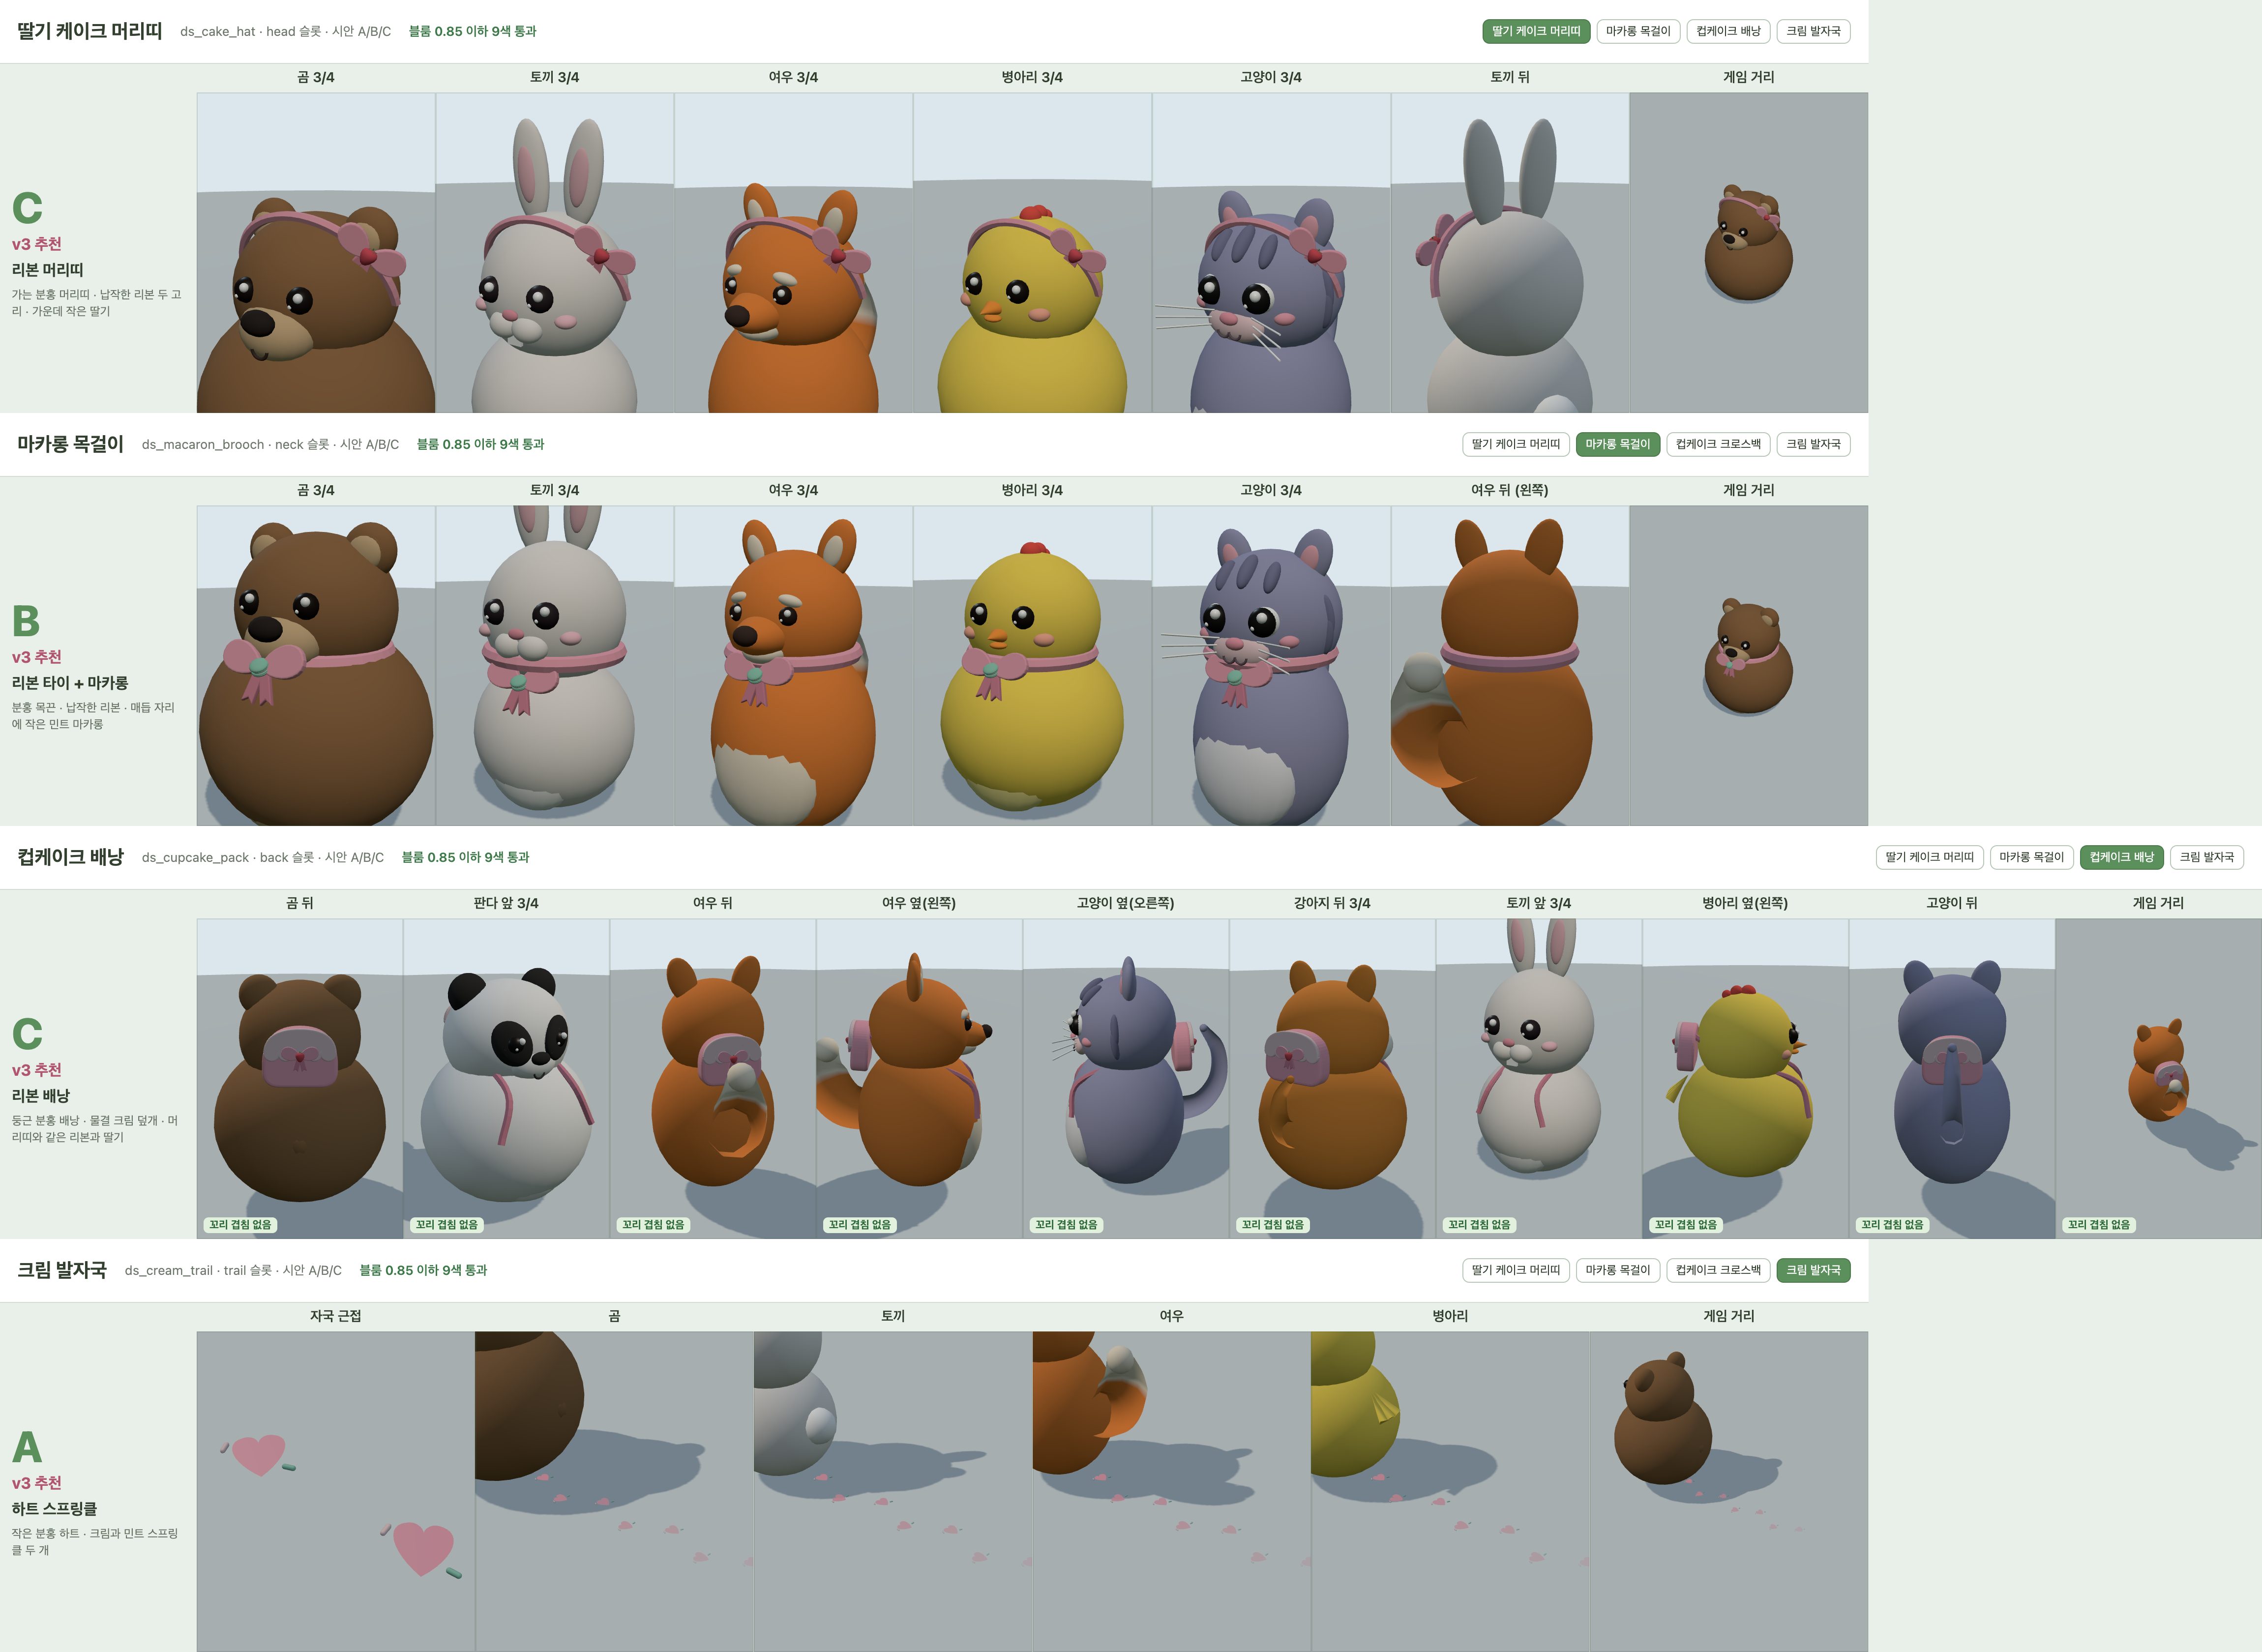 딸기 케이크 머리띠 ds_cake_hat · head 슬롯 · 시안 A/B/C 블룸 0.85 이하 9색 통과 딸기 케이크 머리띠 마카롱 목걸이 컵케이크 배낭 크림 발자국
곰 3/4 토끼 3/4 여우 3/4 병아리 3/4 고양이 3/4 토끼 뒤 게임 거리
C
v3 추천
리본 머리띠
가는 분홍 머리띠 · 납작한 리본 두 고
리 · 가운데 작은 딸기
마카롱 목걸이 ds_macaron_brooch · neck 슬롯 · 시안 A/B/C 블룸 0.85 이하 9색 통과 딸기 케이크 머리띠 마카롱 목걸이 컵케이크 크로스백 크림 발자국
곰 3/4 토끼 3/4 여우 3/4 병아리 3/4 고양이 3/4 여우 뒤 (왼쪽) 게임 거리
B
v3 추천
리본 타이 + 마카롱
분홍 목끈 · 납작한 리본 · 매듭 자리
에 작은 민트 마카롱
컵케이크 배낭 ds_cupcake_pack · back 슬롯 · 시안 A/B/C 블룸 0.85 이하 9색 통과 딸기 케이크 머리띠 마카롱 목걸이 컵케이크 배낭 크림 발자국
곰 뒤 판다 앞 3/4 여우 뒤 여우 옆(왼쪽) 고양이 옆(오른쪽) 강아지 뒤 3/4 토끼 앞 3/4 병아리 옆(왼쪽) 고양이 뒤 게임 거리
C
v3 추천
리본 배낭
둥근 분홍 배낭 · 물결 크림 덮개 · 머
리띠와 같은 리본과 딸기
꼬리 겹침 없음 꼬리 겹침 없음 꼬리 겹침 없음 꼬리 겹침 없음 꼬리 겹침 없음 꼬리 겹침 없음 꼬리 겹침 없음 꼬리 겹침 없음 꼬리 겹침 없음 꼬리 겹침 없음
크림 발자국 ds_cream_trail · trail 슬롯 · 시안 A/B/C 블룸 0.85 이하 9색 통과 딸기 케이크 머리띠 마카롱 목걸이 컵케이크 크로스백 크림 발자국
자국 근접 곰 토끼 여우 병아리 게임 거리
A
v3 추천
하트 스프링클
작은 분홍 하트 · 크림과 민트 스프링
클 두 개